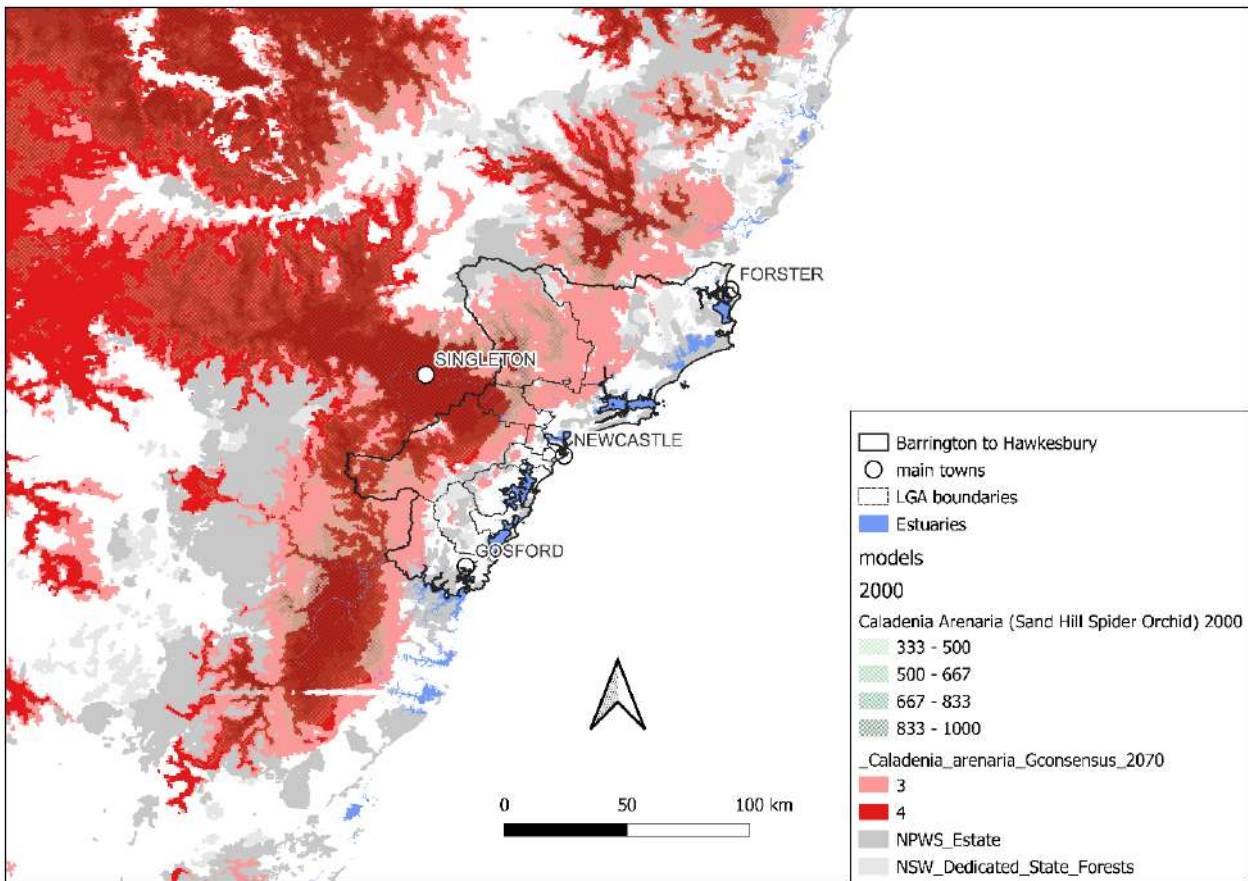 FORSTER
SINGLETON
NEWCASTLE
GOSFORD
0 50 100 km
Barrington to Hawkesbury
main towns
LGA boundaries
Estuaries
models
2000
Caladenia Arenaria (Sand Hill Spider Orchid) 2000
333 - 500
500 - 667
667 - 833
833 - 1000
_Caladenia_arenaria_Gconsensus_2070
3
4
NPWS_Estate
NSW_Dedicated_State_Forests